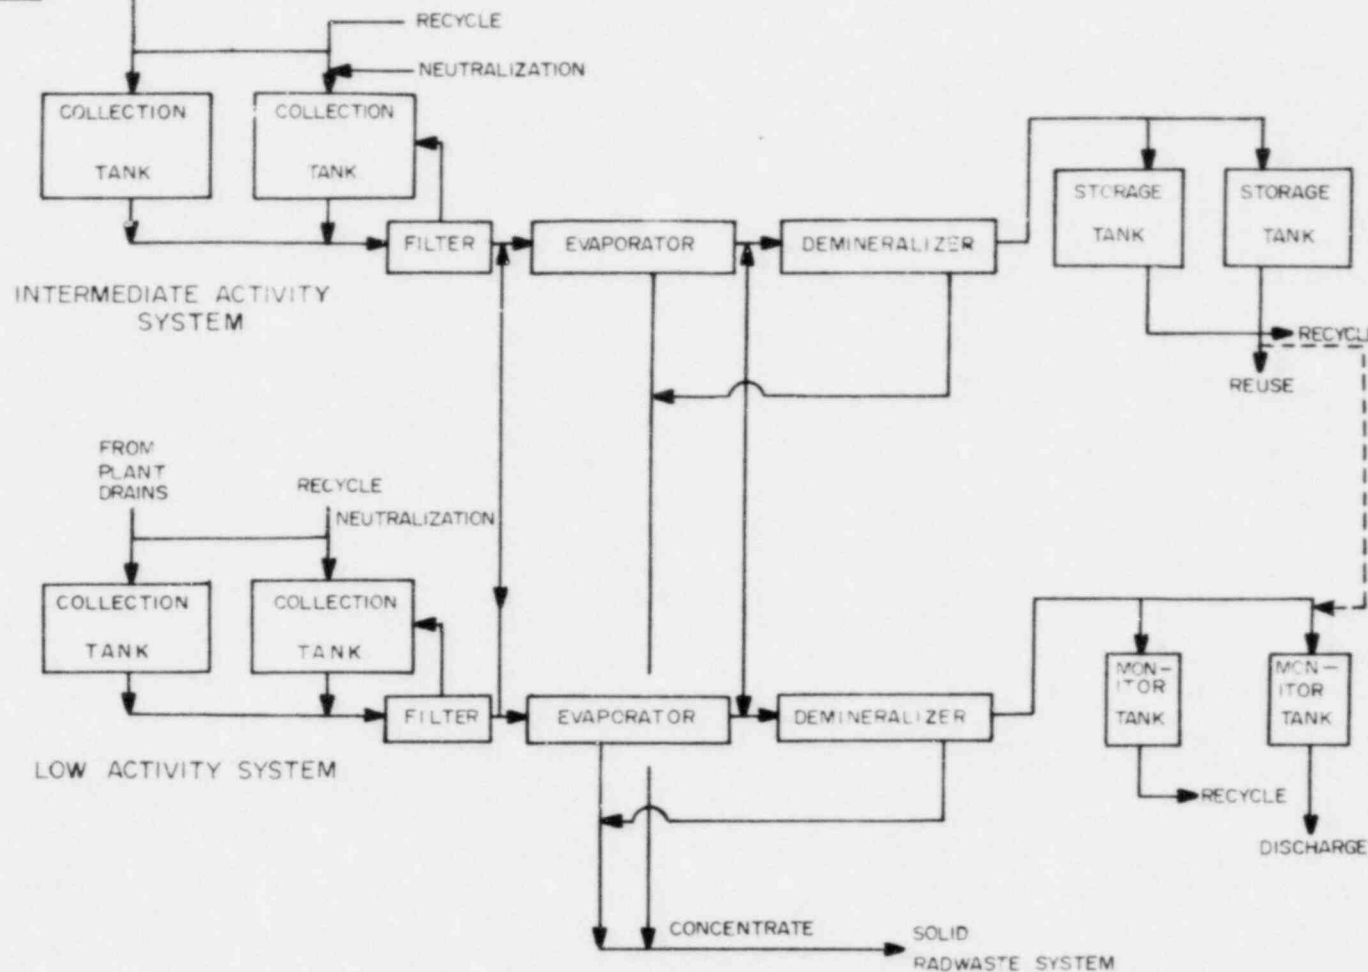 RECYCLE
NEUTRALIZATION
COLLECTION
TANK
COLLECTION
TANK
STORAGE
TANK
STORAGE
TANK
FILTER
EVAPORATOR
DEMINERALIZER
INTERMEDIATE ACTIVITY
SYSTEM
RECYCLE
REUSE
FROM
PLANT
DRAINS
RECYCLE
NEUTRALIZATION
COLLECTION
TANK
COLLECTION
TANK
FILTER
EVAPORATOR
DEMINERALIZER
MON-
ITOR
TANK
MON-
ITOR
TANK
LOW ACTIVITY SYSTEM
RECYCLE
DISCHARGE
CONCENTRATE
SOLID
RADWASTE SYSTEM